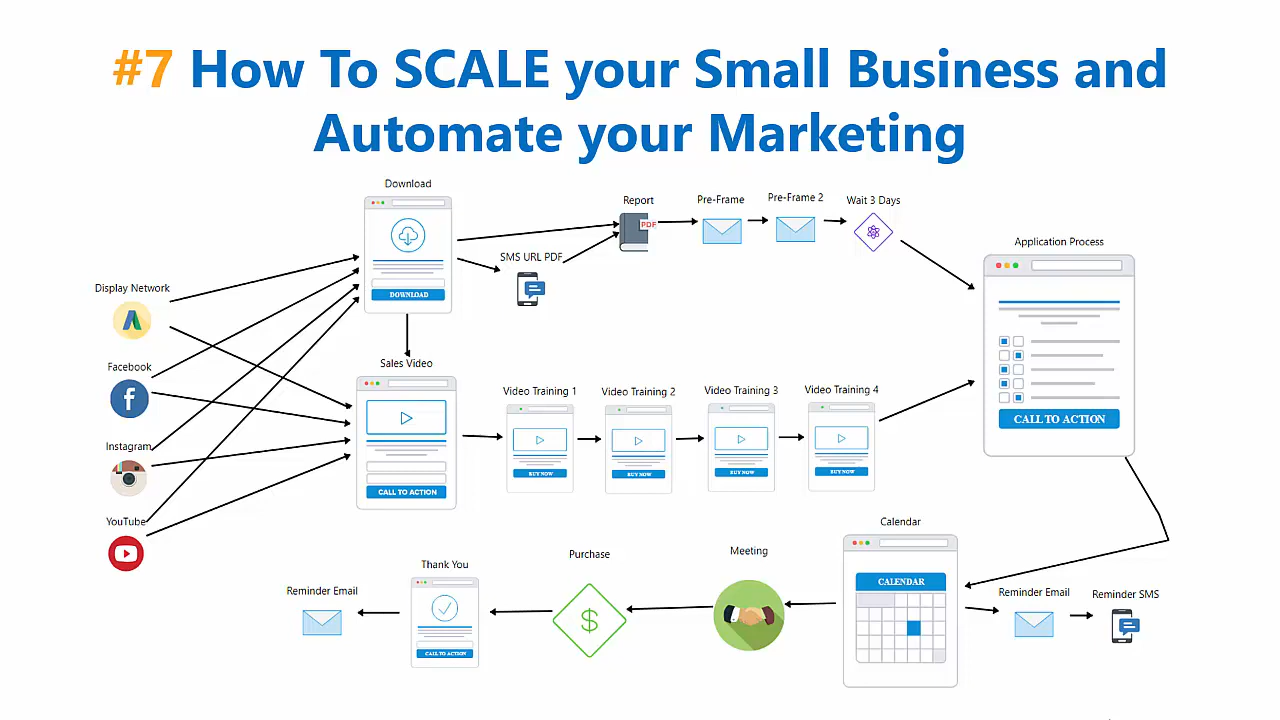 #7 How To SCALE your Small Business and
Automate your Marketing
Download
DOWNLOAD
Report
PDF
Pre-Frame
Pre-Frame 2
Wait 3 Days
SMS URL PDF
Application Process
CALL TO ACTION
Display Network
Facebook
Instagram
YouTube
Sales Video
CALL TO ACTION
Video Training 1
BUY NOW
Video Training 2
BUY NOW
Video Training 3
BUY NOW
Video Training 4
BUY NOW
Calendar
CALENDAR
Reminder Email
Reminder SMS
Meeting
Purchase
$
Thank You
CALL TO ACTION
Reminder Email